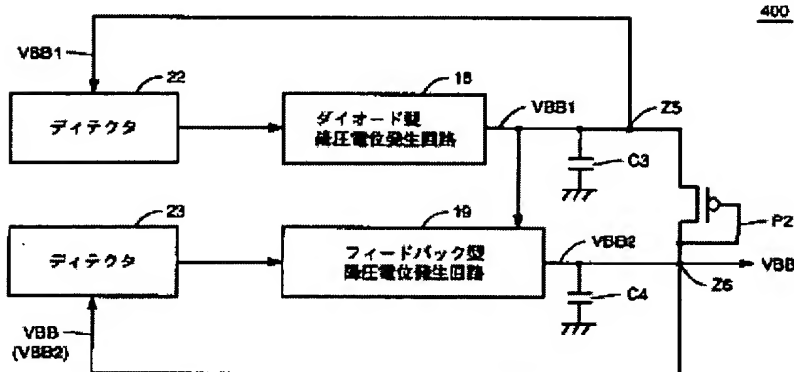 400
VBB1
22
ディテクタ
18
ダイオード型
降圧電位発生回路
VBB1
Z5
C3
P2
23
ディテクタ
19
フィードバック型
降圧電位発生回路
VBB2
C4
Z6
VBB
VBB
(VBB2)